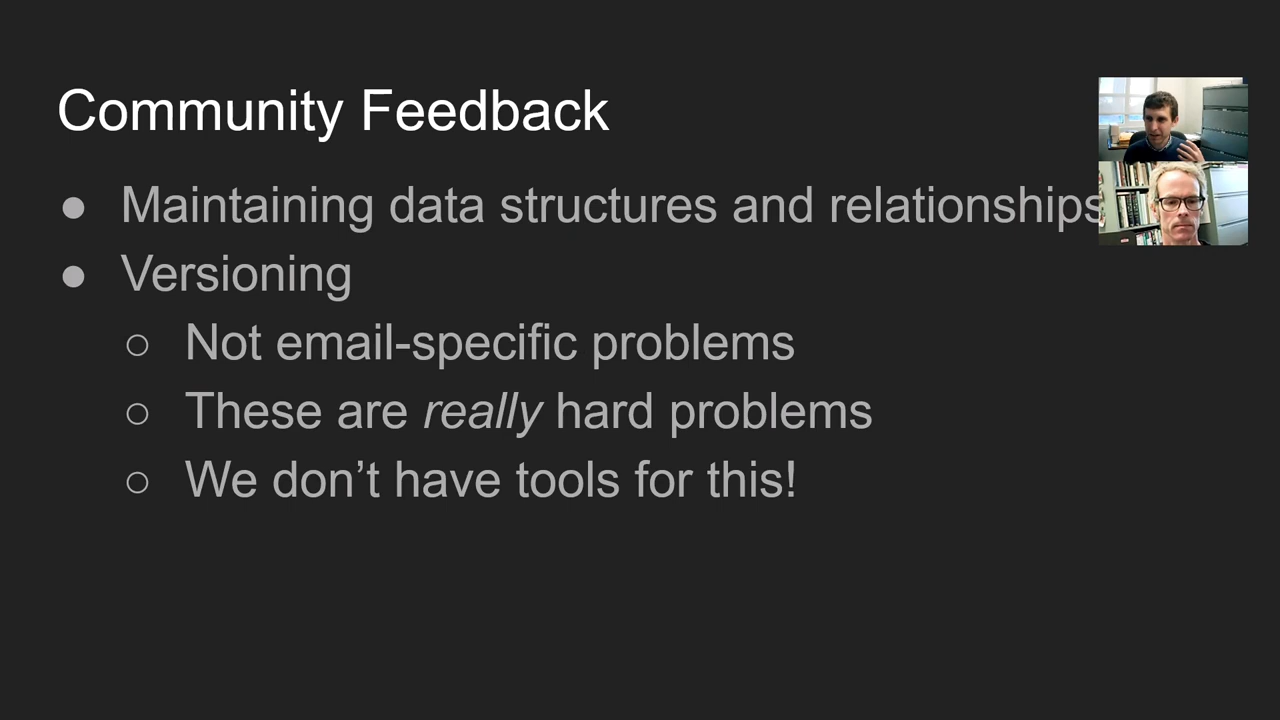 Community Feedback
● Maintaining data structures and relationships
● Versioning
○ Not email-specific problems
○ These are really hard problems
○ We don’t have tools for this!